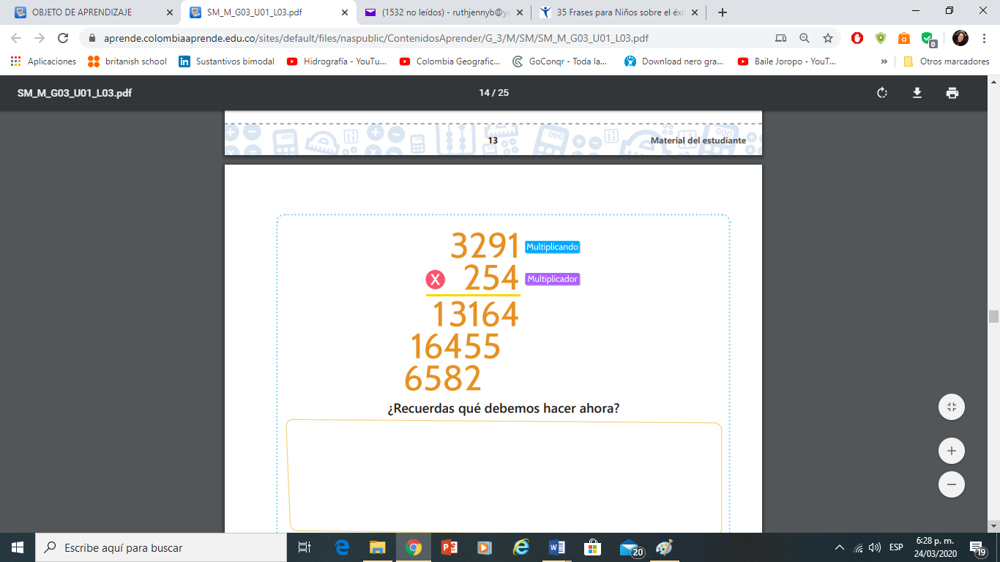 OBJETO DE APRENDIZAJE
SM_M_G03_U01_L03.pdf
(1532 no leídos) - ruthjennyb@ya
35 Frases para Niños sobre el éxi
aprende.colombiaaprende.edu.co/sites/default/files/naspublic/ContenidosAprender/G_3/M/SM/SM_M_G03_U01_L03.pdf
0
Aplicaciones
britanish school
Sustantivos bimodal
Hidrografía - YouTu...
Colombia Geografic...
GoConqr - Toda la...
Download nero gra...
Baile Joropo - YouT...
»
Otros marcadores
SM_M_G03_U01_L03.pdf
14 / 25
13
Material del estudiante
3291 Multiplicando
X 254 Multiplicador
13164
16455
6582
¿Recuerdas qué debemos hacer ahora?
Escribe aquí para buscar
20
ESP
6:28 p. m.
24/03/2020
19